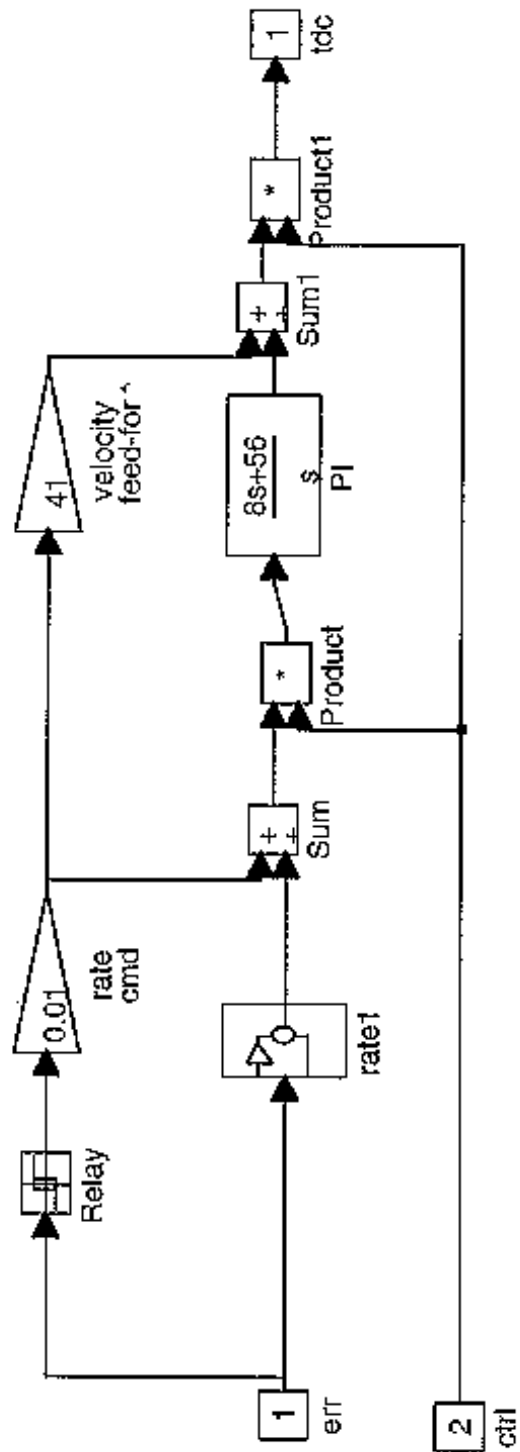 0.01
rate
cmd
41
velocity
feed-for
Relay
1
err
rate1
+
+
Sum
*
Product
8s+56
s
PI
+
+
Sum1
*
Product1
1
tdc
2
ctrl